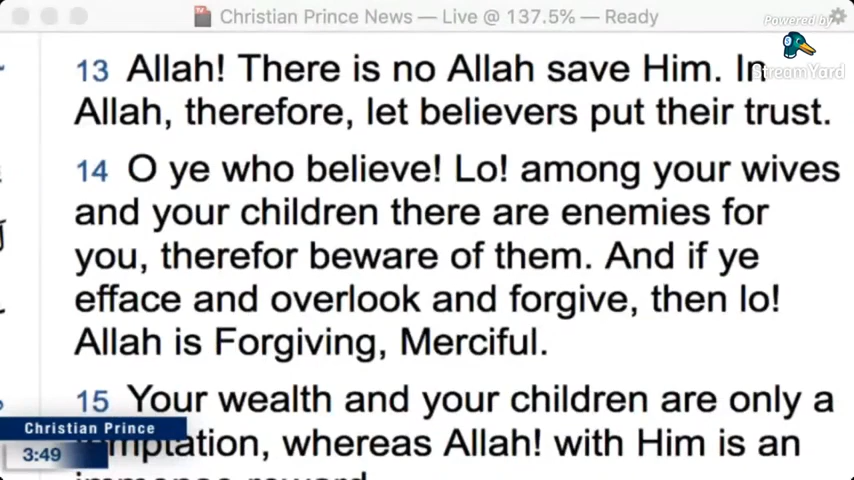 Christian Prince News — Live @ 137.5% — Ready
Powered by
StreamYard
13 Allah! There is no Allah save Him. In
Allah, therefore, let believers put their trust.
14 O ye who believe! Lo! among your wives
and your children there are enemies for
you, therefor beware of them. And if ye
efface and overlook and forgive, then lo!
Allah is Forgiving, Merciful.
15 Your wealth and your children are only a
temptation, whereas Allah! with Him is an
immense reward.
Christian Prince
3:49